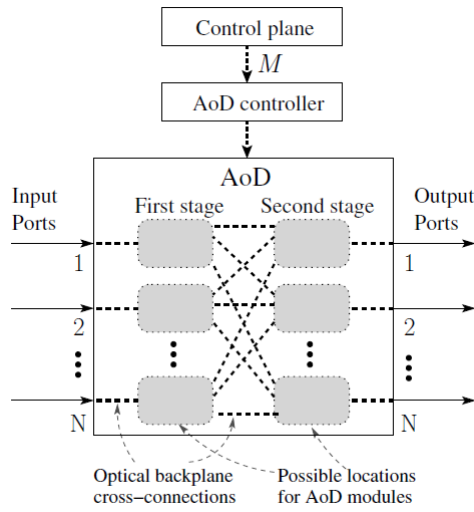 Control plane
M
AoD controller
AoD
Input
Ports
First stage
Second stage
Output
Ports
1
1
2
2
N
N
Optical backplane
cross−connections
Possible locations
for AoD modules